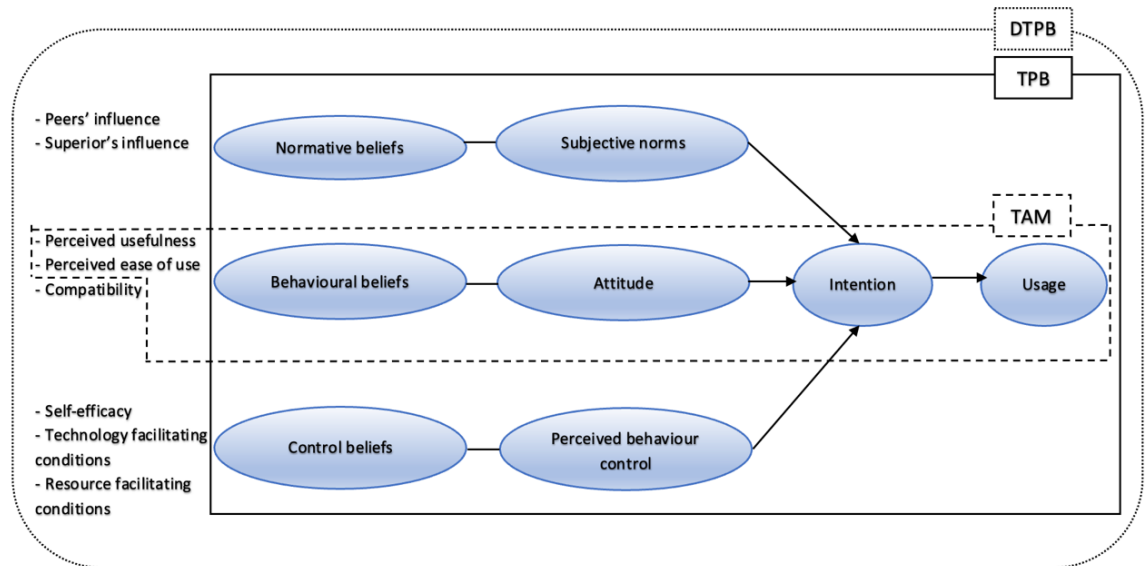 DTPB
TPB
- Peers' influence
- Superior's influence
Normative beliefs
Subjective norms
TAM
- Perceived usefulness
- Perceived ease of use
- Compatibility
Behavioural beliefs
Attitude
Intention
Usage
- Self-efficacy
- Technology facilitating
conditions
- Resource facilitating
conditions
Control beliefs
Perceived behaviour
control